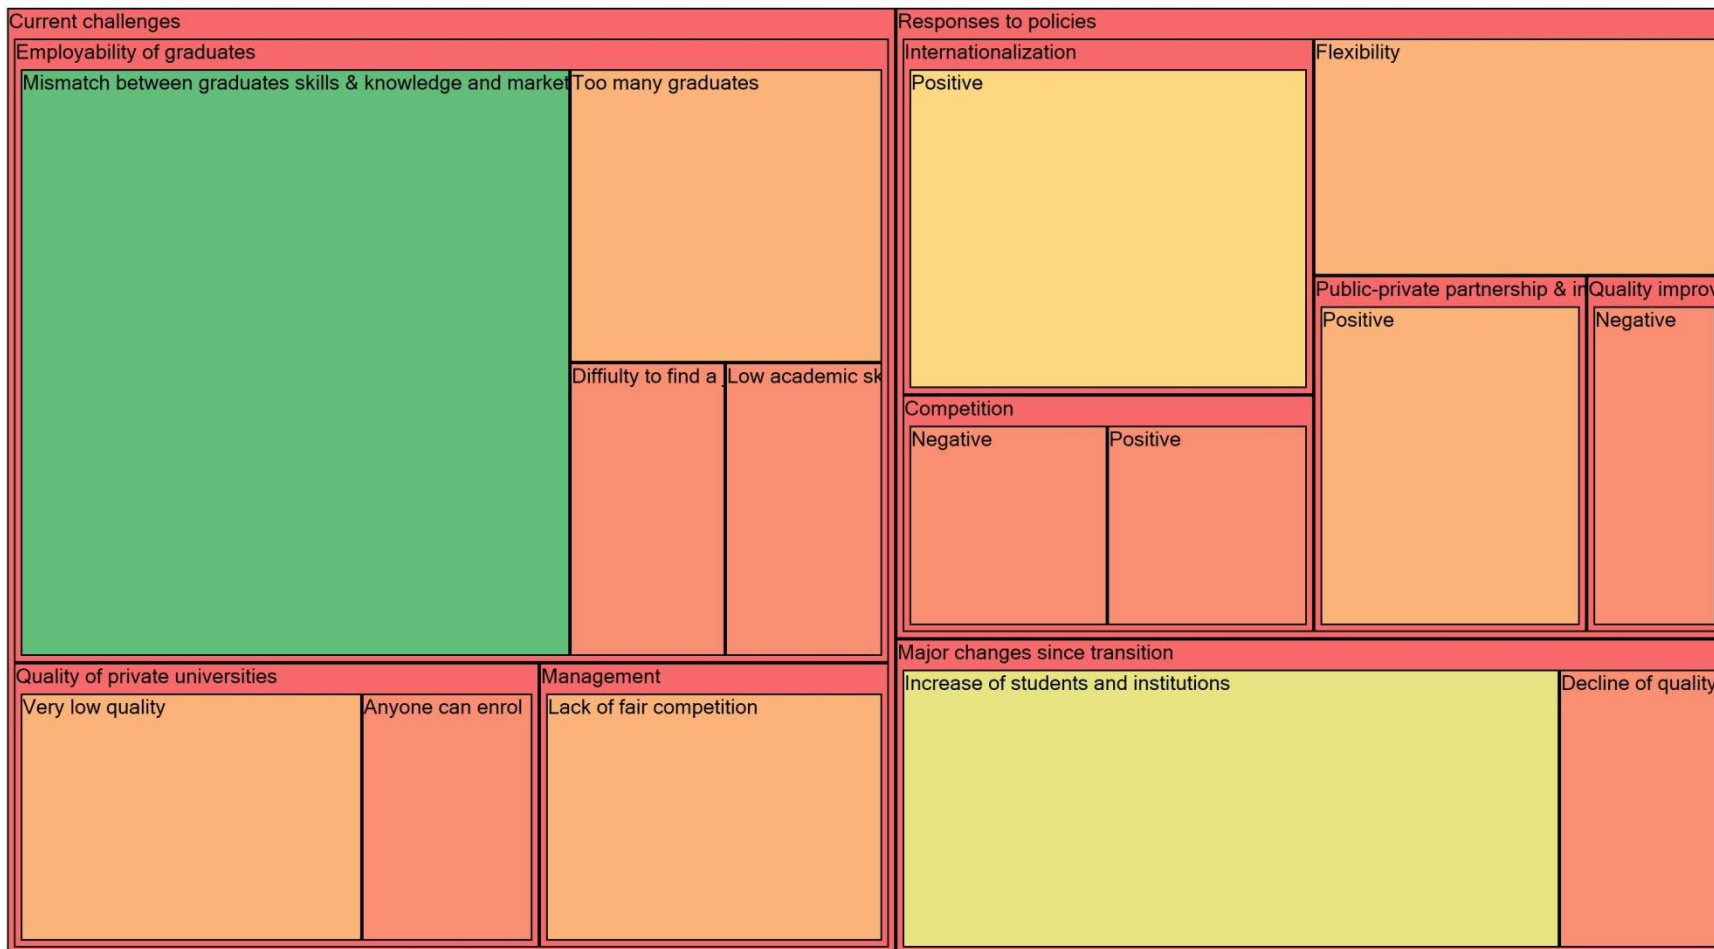 Current challenges
Employability of graduates
Mismatch between graduates skills & knowledge and market
Too many graduates
Diffiulty to find a
Low academic sk
Quality of private universities
Very low quality
Anyone can enrol
Management
Lack of fair competition
Responses to policies
Internationalization
Positive
Flexibility
Competition
Negative
Positive
Public-private partnership & in
Positive
Quality improv
Negative
Major changes since transition
Increase of students and institutions
Decline of quality